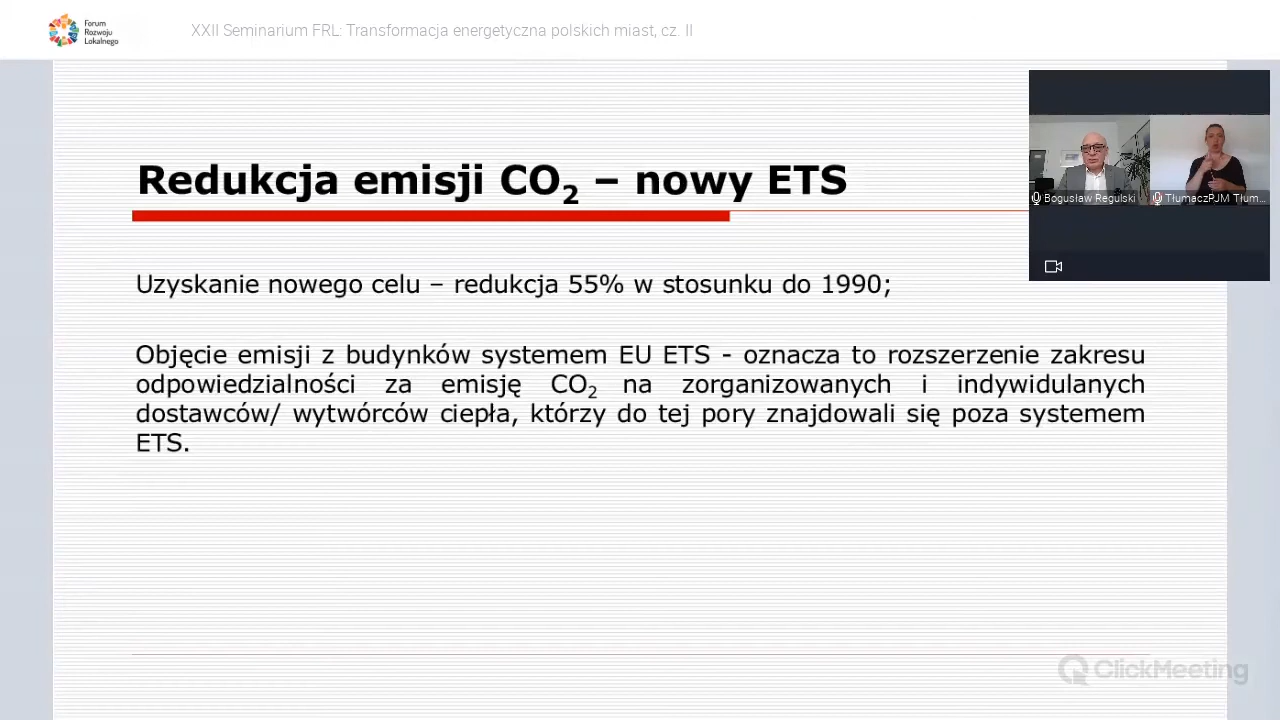 Forum
Rozwoju
Lokalnego
XXII Seminarium FRL: Transformacja energetyczna polskich miast, cz. II
Redukcja emisji CO2 – nowy ETS
Bogusław Regulski
TłumaczPJM Tłum...
Uzyskanie nowego celu – redukcja 55% w stosunku do 1990;
Objęcie emisji z budynków systemem EU ETS - oznacza to rozszerzenie zakresu
odpowiedzialności za emisję CO2 na zorganizowanych i indywidulanych
dostawców/ wytwórców ciepła, którzy do tej pory znajdowali się poza systemem
ETS.
ClickMeeting